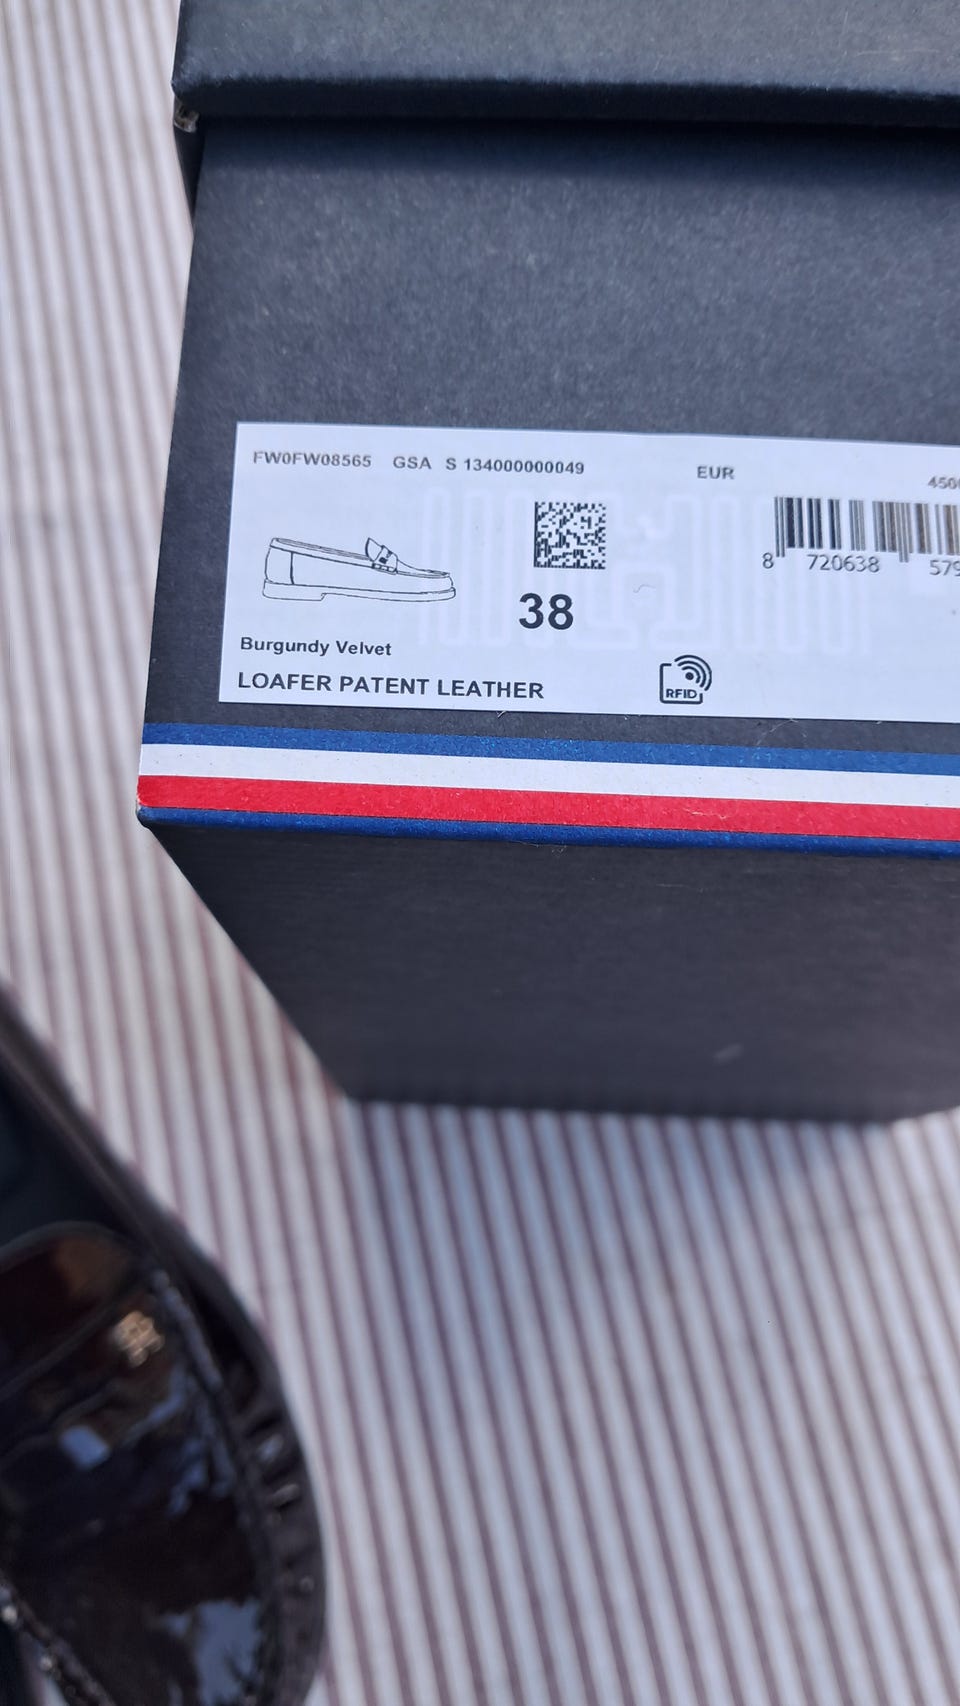 FW0FW08565 GSA S 134000000049 EUR
8 720638
38
Burgundy Velvet
LOAFER PATENT LEATHER
RFID